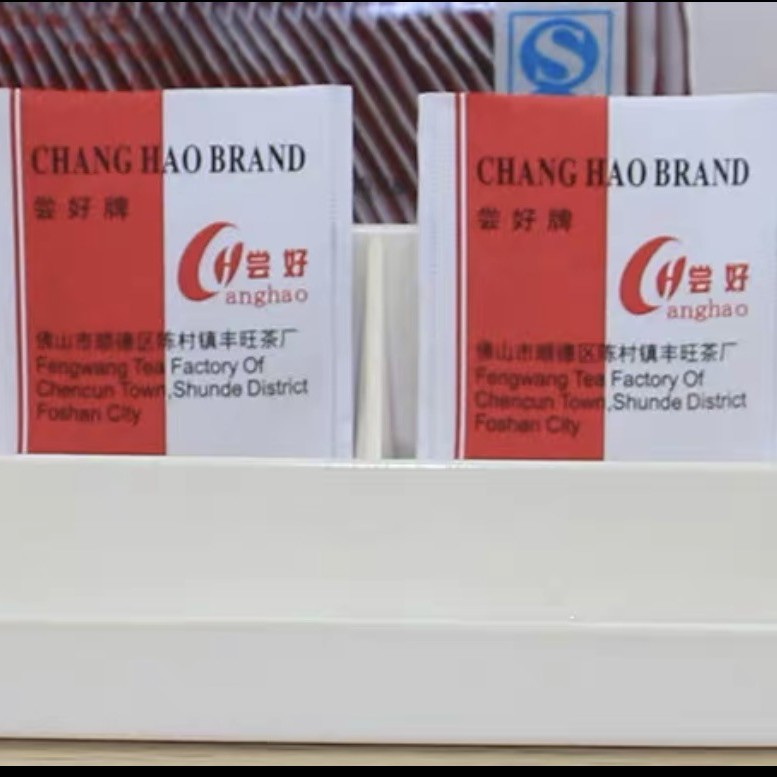 CHANG HAO BRAND
尝好牌
CH尝好
anghao
佛山市顺德区陈村镇丰旺茶厂
Fengwang Tea Factory Of
Chencun Town,Shunde District
Foshan City
CHANG HAO BRAND
尝好牌
CH尝好
anghao
佛山市顺德区陈村镇丰旺茶厂
Fengwang Tea Factory Of
Chencun Town,Shunde District
Foshan City